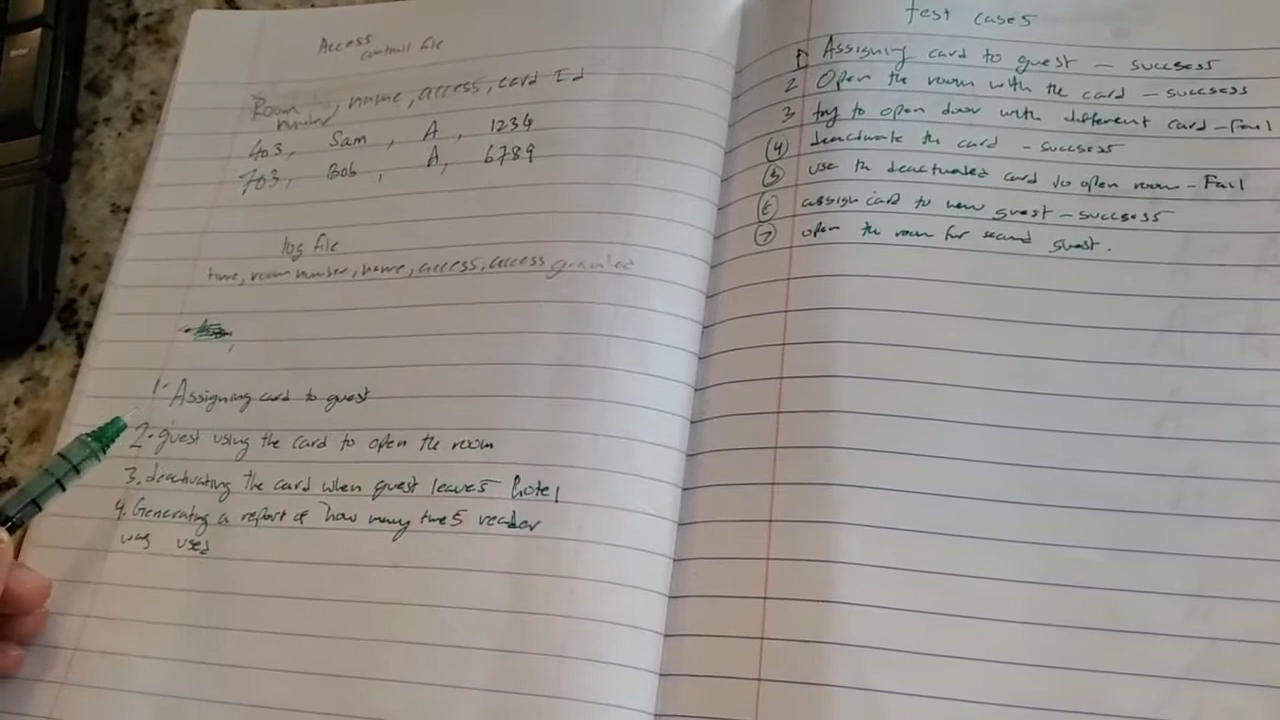 Access
controll file
Room number, name, access, card Id
403, Sam, A, 1234
703, Bob, A, 6789
log file
time, room number, name, access, access granted
1- Assigning card to guest
2- guest using the card to open the room
3. deactivating the card when guest leaves hotel
4. Generating a report of how many times reader
was used
test cases
1 Assigning card to guest - succsess
2 Open the room with the card - succsess
3 try to open door with different card - Fail
(4) deactivate the card - succsess
(5) use the deactivated card to open room - Fail
(6) assign card to new guest - succsess
(7) open the room for second guest.